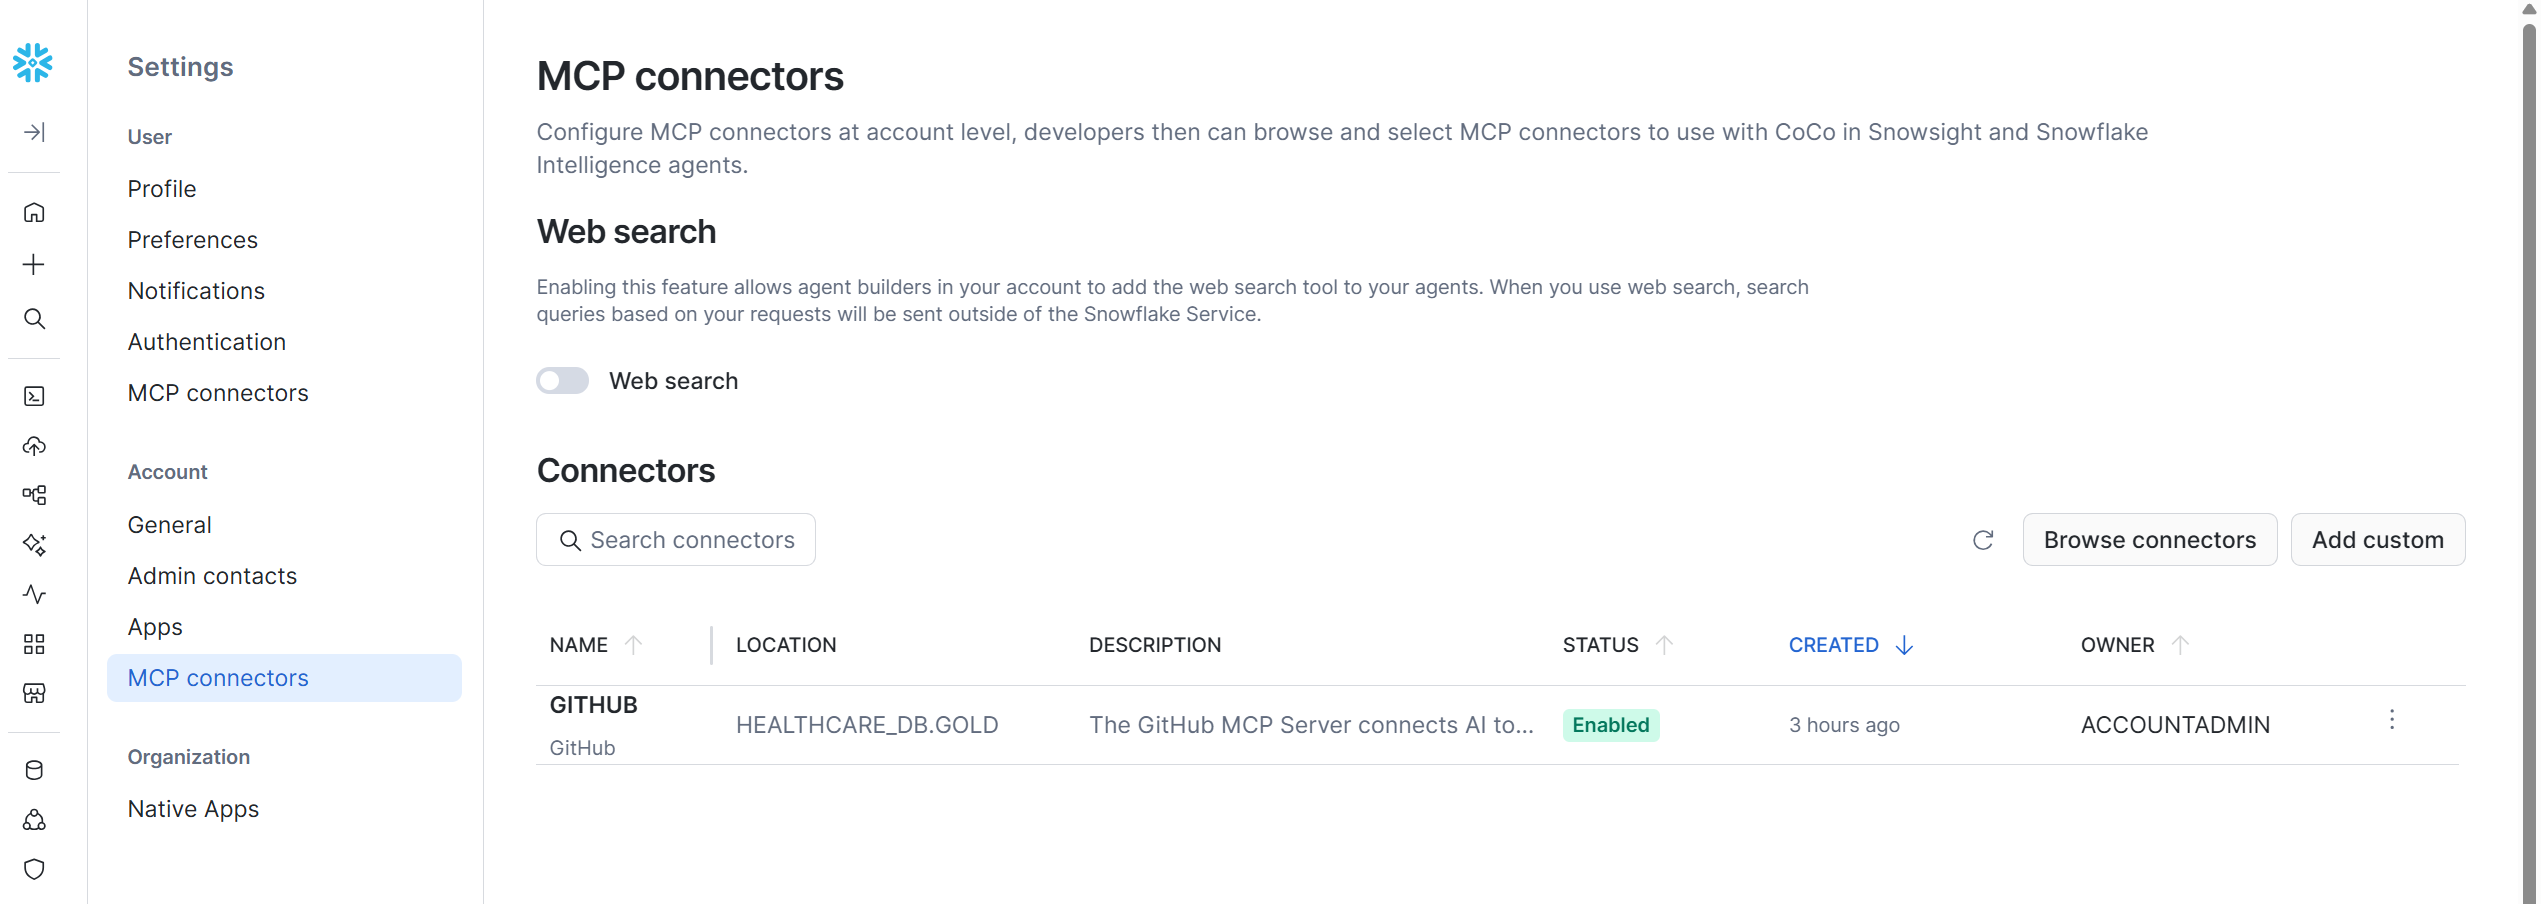 Settings
User
Profile
Preferences
Notifications
Authentication
MCP connectors
Account
General
Admin contacts
Apps
MCP connectors
Organization
Native Apps
MCP connectors
Configure MCP connectors at account level, developers then can browse and select MCP connectors to use with CoCo in Snowsight and Snowflake
Intelligence agents.
Web search
Enabling this feature allows agent builders in your account to add the web search tool to your agents. When you use web search, search
queries based on your requests will be sent outside of the Snowflake Service.
Web search
Connectors
Search connectors
Browse connectors
Add custom
NAME LOCATION DESCRIPTION STATUS CREATED OWNER
GITHUB
HEALTHCARE_DB.GOLD The GitHub MCP Server connects AI to... Enabled 3 hours ago ACCOUNTADMIN
GitHub